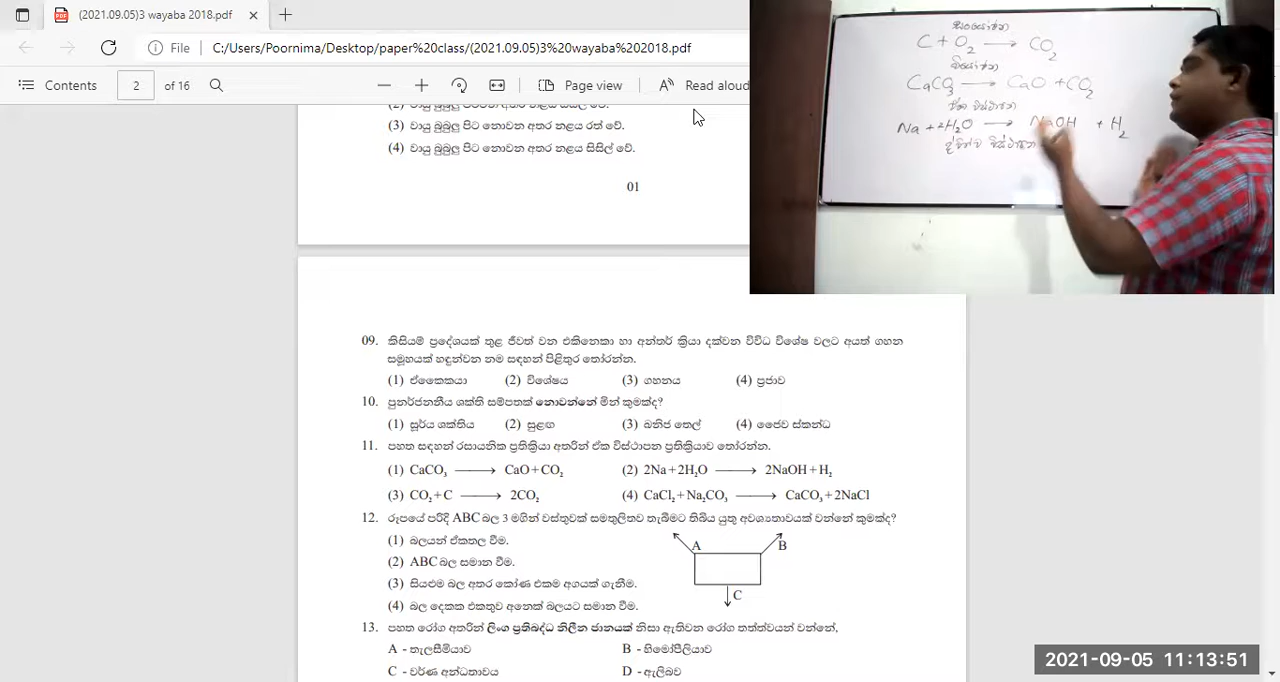 (2021.09.05)3 wayaba 2018.pdf
File C:/Users/Poornima/Desktop/paper%20class/(2021.09.05)3%20wayaba%202018.pdf
Contents 2 of 16 Page view Read aloud
(3) වායු බුබුලු පිට නොවන අතර නළය රත් වේ.
(4) වායු බුබුලු පිට නොවන අතර නළය සිසිල් වේ.
01
සංයෝජන
C + O2 → CO2
වියෝජන
CaCO3 → CaO + CO2
ඒක විස්ථාපන
Na + 2H2O → NaOH + H2
ද්විත්ව විස්ථාපන
09. කිසියම් ප්‍රදේශයක් තුළ ජීවත් වන එකිනෙකා හා අන්තර් ක්‍රියා දක්වන විවිධ විශේෂ වලට අයත් ගහන
සමූහයක් හඳුන්වන නම සඳහන් පිළිතුර තෝරන්න.
(1) ඒකෛකයා (2) විශේෂය (3) ගහනය (4) ප්‍රජාව
10. පුනර්ජනනීය ශක්ති සම්පතක් නොවන්නේ මින් කුමක්ද?
(1) සූර්ය ශක්තිය (2) සුළඟ (3) ඛනිජ තෙල් (4) ජෛව ස්කන්ධ
11. පහත සඳහන් රසායනික ප්‍රතික්‍රියා අතරින් ඒක විස්ථාපන ප්‍රතික්‍රියාව තෝරන්න.
(1) CaCO3 → CaO + CO2 (2) 2Na + 2H2O → 2NaOH + H2
(3) CO2 + C → 2CO2 (4) CaCl2 + Na2CO3 → CaCO3 + 2NaCl
12. රූපයේ පරිදි ABC බල 3 මගින් වස්තුවක් සමතුලිතව තැබීමට තිබිය යුතු අවශ්‍යතාවයක් වන්නේ කුමක්ද?
(1) බලයන් ඒකතල වීම.
(2) ABC බල සමාන වීම.
(3) සියළුම බල අතර කෝණ එකම අගයක් ගැනීම.
(4) බල දෙකක එකතුව අනෙක් බලයට සමාන වීම.
A B
C
13. පහත රෝග අතරින් ලිංග ප්‍රතිබද්ධ නිලීන ජානයක් නිසා ඇතිවන රෝග තත්ත්වයන් වන්නේ,
A - තැලසීමියාව B - හිමෝපීලියාව
C - වර්ණ අන්ධතාවය D - ඇලිබව
2021-09-05 11:13:51